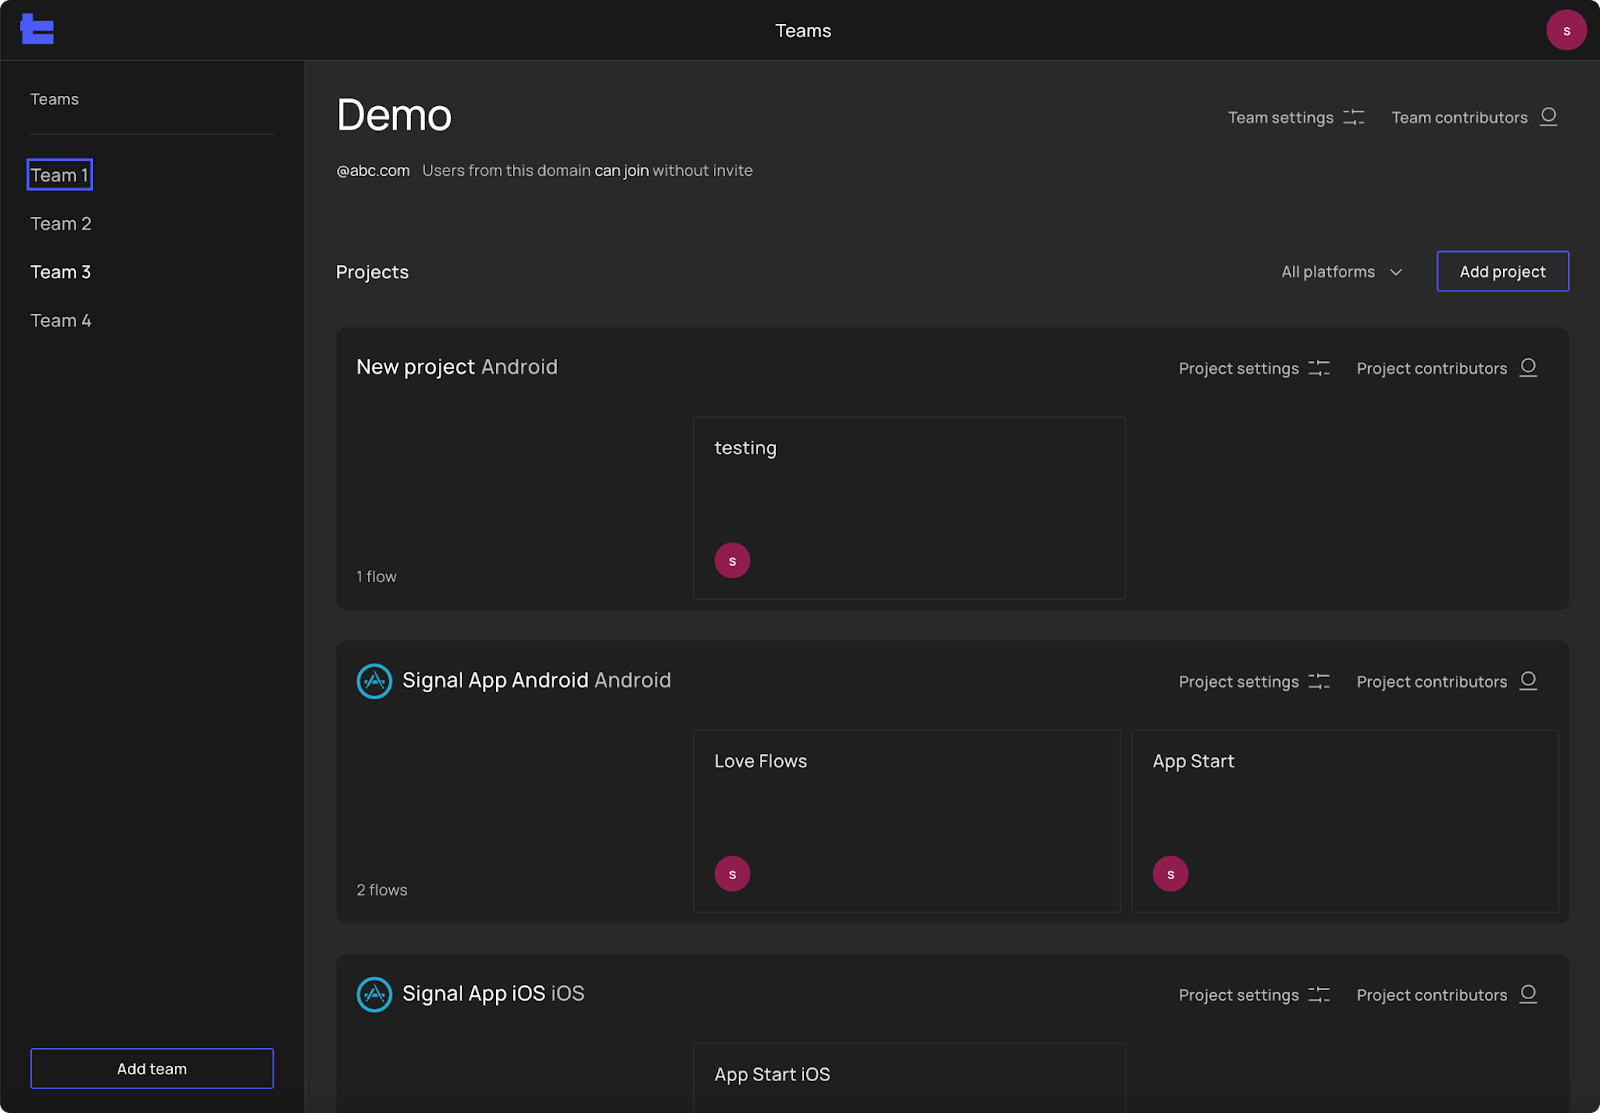 Teams
s
Teams
Team 1
Team 2
Team 3
Team 4
Add team
Demo
Team settings
Team contributors
@abc.com Users from this domain can join without invite
Projects
All platforms
Add project
New project Android
Project settings
Project contributors
testing
s
1 flow
Signal App Android Android
Project settings
Project contributors
Love Flows
App Start
s
s
2 flows
Signal App iOS iOS
Project settings
Project contributors
App Start iOS